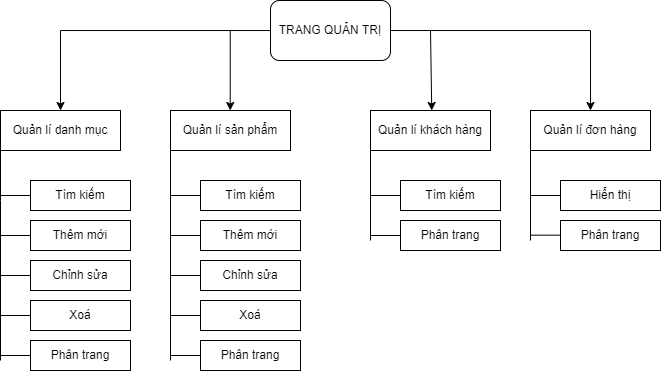 TRANG QUẢN TRỊ
Quản lí danh mục
Tìm kiếm
Thêm mới
Chỉnh sửa
Xoá
Phân trang
Quản lí sản phẩm
Tìm kiếm
Thêm mới
Chỉnh sửa
Xoá
Phân trang
Quản lí khách hàng
Tìm kiếm
Phân trang
Quản lí đơn hàng
Hiển thị
Phân trang